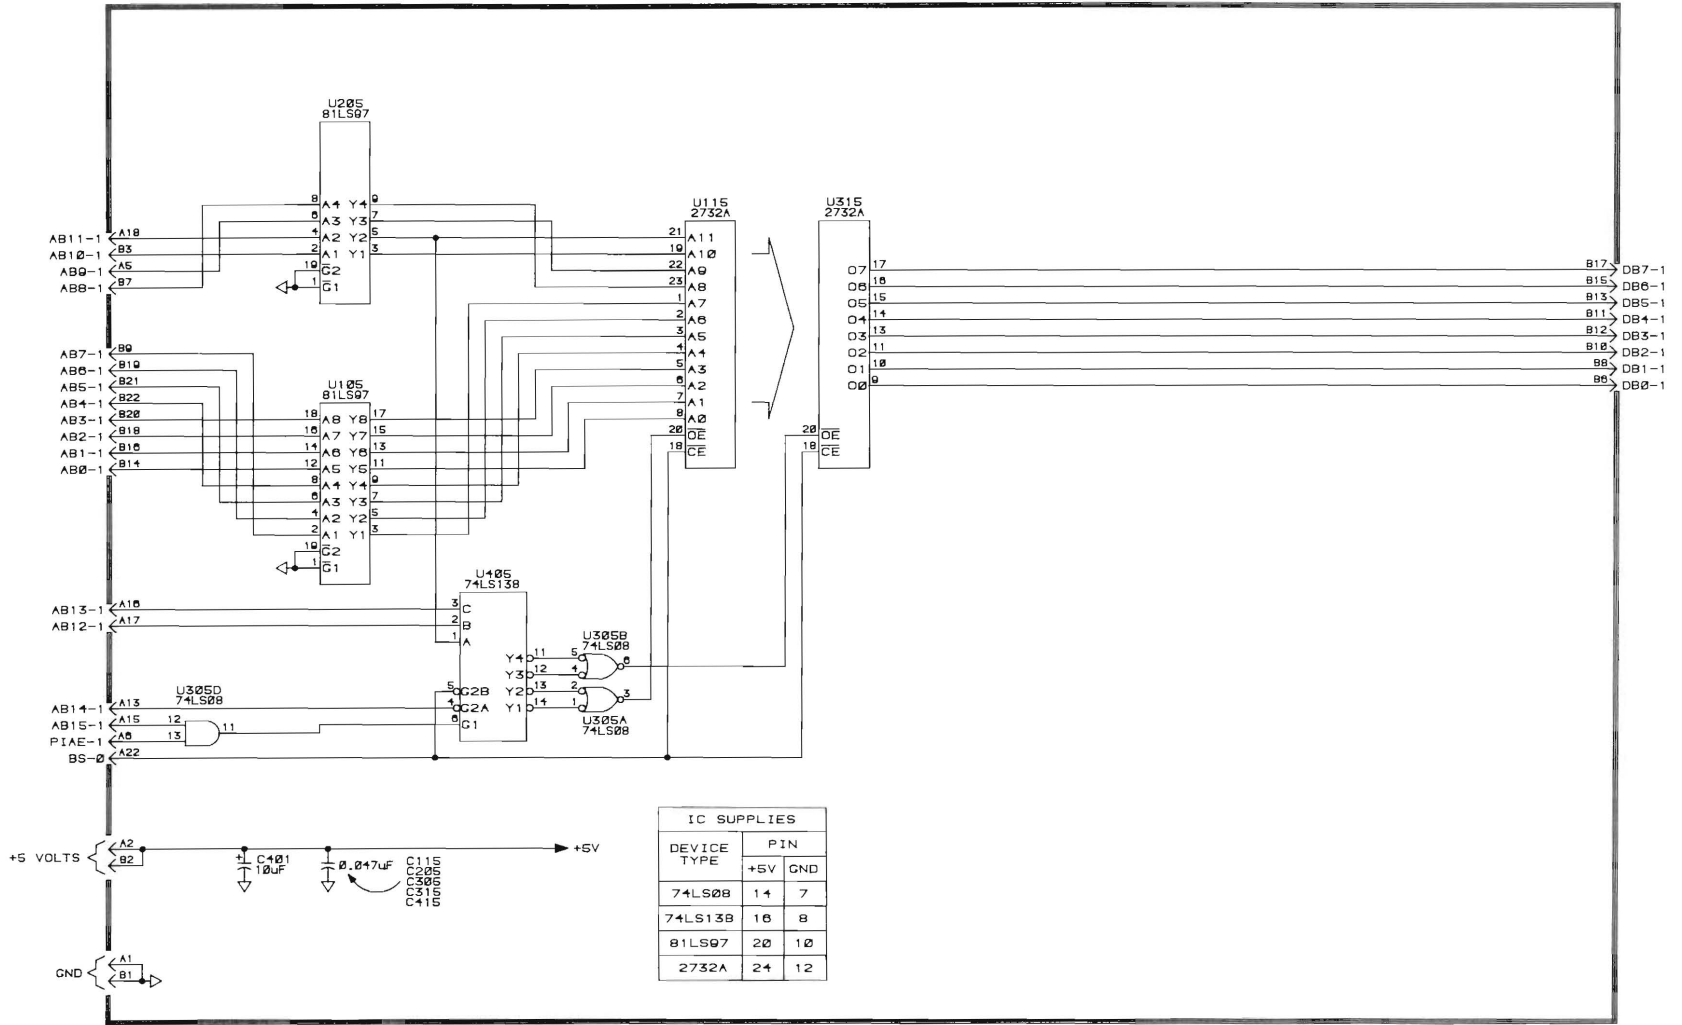 U205
81LS97
8 A4 Y4 9
6 A3 Y3 7
4 A2 Y2 5
2 A1 Y1 3
19 G2
1 G1
AB11-1 A18
AB10-1 B3
AB9-1 A5
AB8-1 B7
AB7-1 B9
AB6-1 B19
AB5-1 B21
AB4-1 B22
AB3-1 B20
AB2-1 B18
AB1-1 B16
AB0-1 B14
U105
81LS97
18 A8 Y8 17
16 A7 Y7 15
14 A6 Y6 13
12 A5 Y5 11
8 A4 Y4 9
6 A3 Y3 7
4 A2 Y2 5
2 A1 Y1 3
19 G2
1 G1
U115
2732A
21 A11
19 A10
22 A9
23 A8
1 A7
2 A6
3 A5
4 A4
5 A3
6 A2
7 A1
8 A0
20 OE
18 CE
U315
2732A
O7 17
O6 16
O5 15
O4 14
O3 13
O2 11
O1 10
O0 9
20 OE
18 CE
B17 DB7-1
B15 DB6-1
B13 DB5-1
B11 DB4-1
B12 DB3-1
B10 DB2-1
B8 DB1-1
B6 DB0-1
AB13-1 A16
AB12-1 A17
U405
74LS138
3 C
2 B
1 A
Y4 11
Y3 12
5 G2B Y2 13
4 G2A Y1 14
6 G1
U305B
74LS08
5
4
6
2
1
3
U305A
74LS08
U305D
74LS08
AB14-1 A13
AB15-1 A15 12
PIAE-1 A6 13
11
BS-0 A22
+5 VOLTS A2
B2
+ C401
10uF
0.047uF
C115
C205
C305
C315
C415
+5V
GND A1
B1
IC SUPPLIES
DEVICE TYPE PIN
+5V GND
74LS08 14 7
74LS138 16 8
81LS97 20 10
2732A 24 12